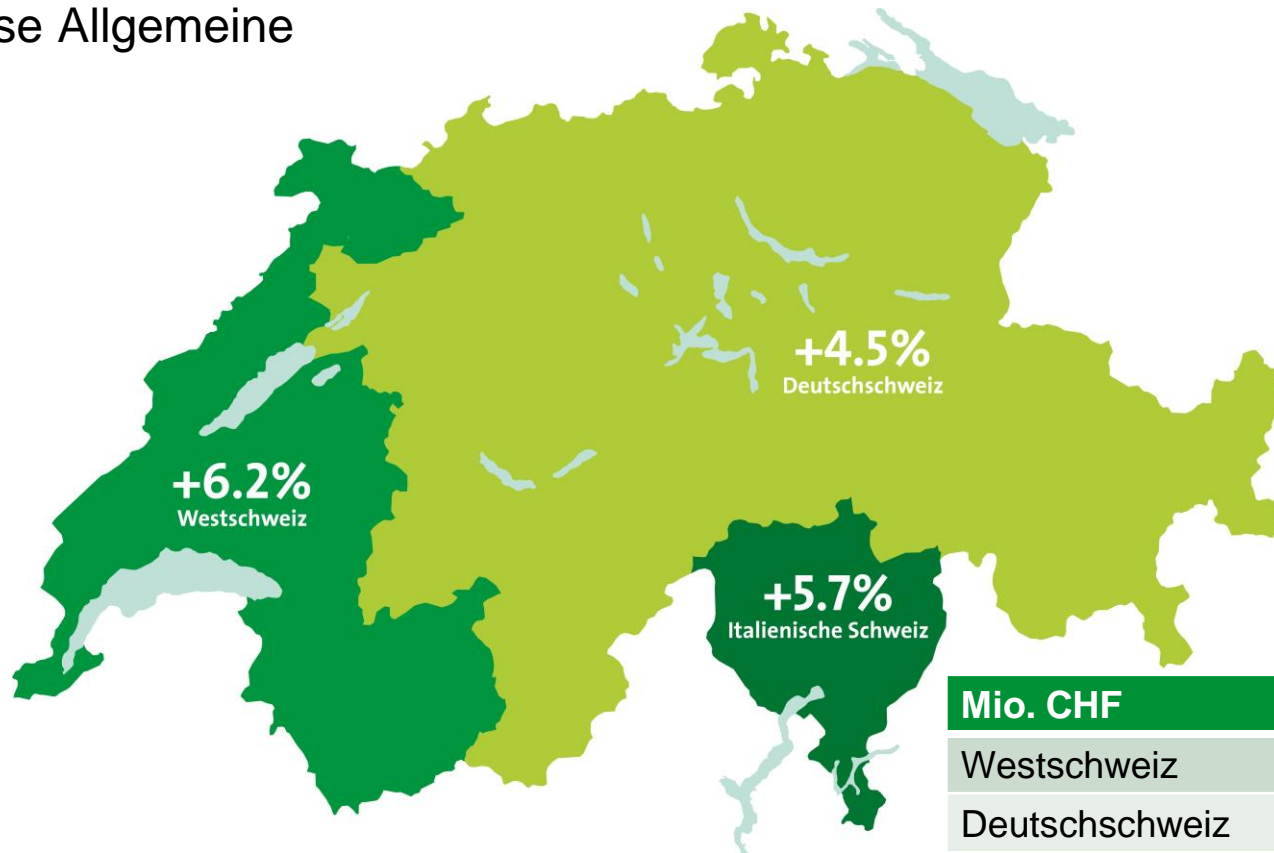 se Allgemeine
+4.5%
Deutschschweiz
+6.2%
Westschweiz
+5.7%
Italienische Schweiz
Mio. CHF
Westschweiz
Deutschschweiz